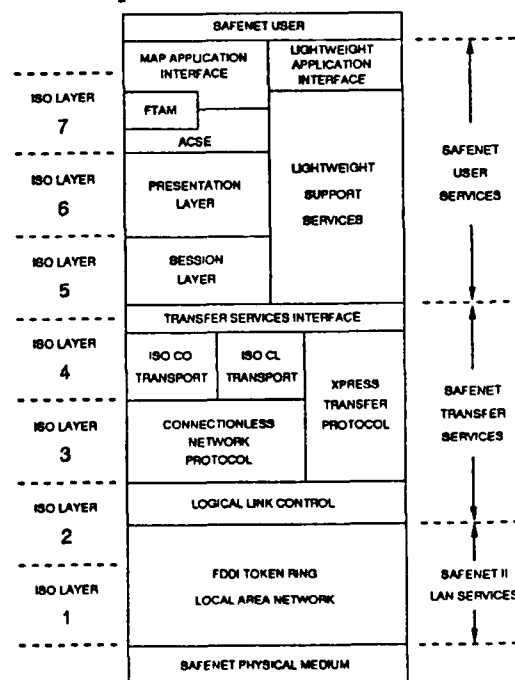 SAFENET USER
MAP APPLICATION
INTERFACE
LIGHTWEIGHT
APPLICATION
INTERFACE
ISO LAYER
7
FTAM
ACSE
ISO LAYER
6
PRESENTATION
LAYER
LIGHTWEIGHT
SUPPORT
SERVICES
SAFENET
USER
SERVICES
ISO LAYER
5
SESSION
LAYER
TRANSFER SERVICES INTERFACE
ISO LAYER
4
ISO CO
TRANSPORT
ISO CL
TRANSPORT
XPRESS
TRANSFER
PROTOCOL
SAFENET
TRANSFER
SERVICES
ISO LAYER
3
CONNECTIONLESS
NETWORK
PROTOCOL
ISO LAYER
2
LOGICAL LINK CONTROL
FDDI TOKEN RING
LOCAL AREA NETWORK
ISO LAYER
1
SAFENET II
LAN SERVICES
SAFENET PHYSICAL MEDIUM